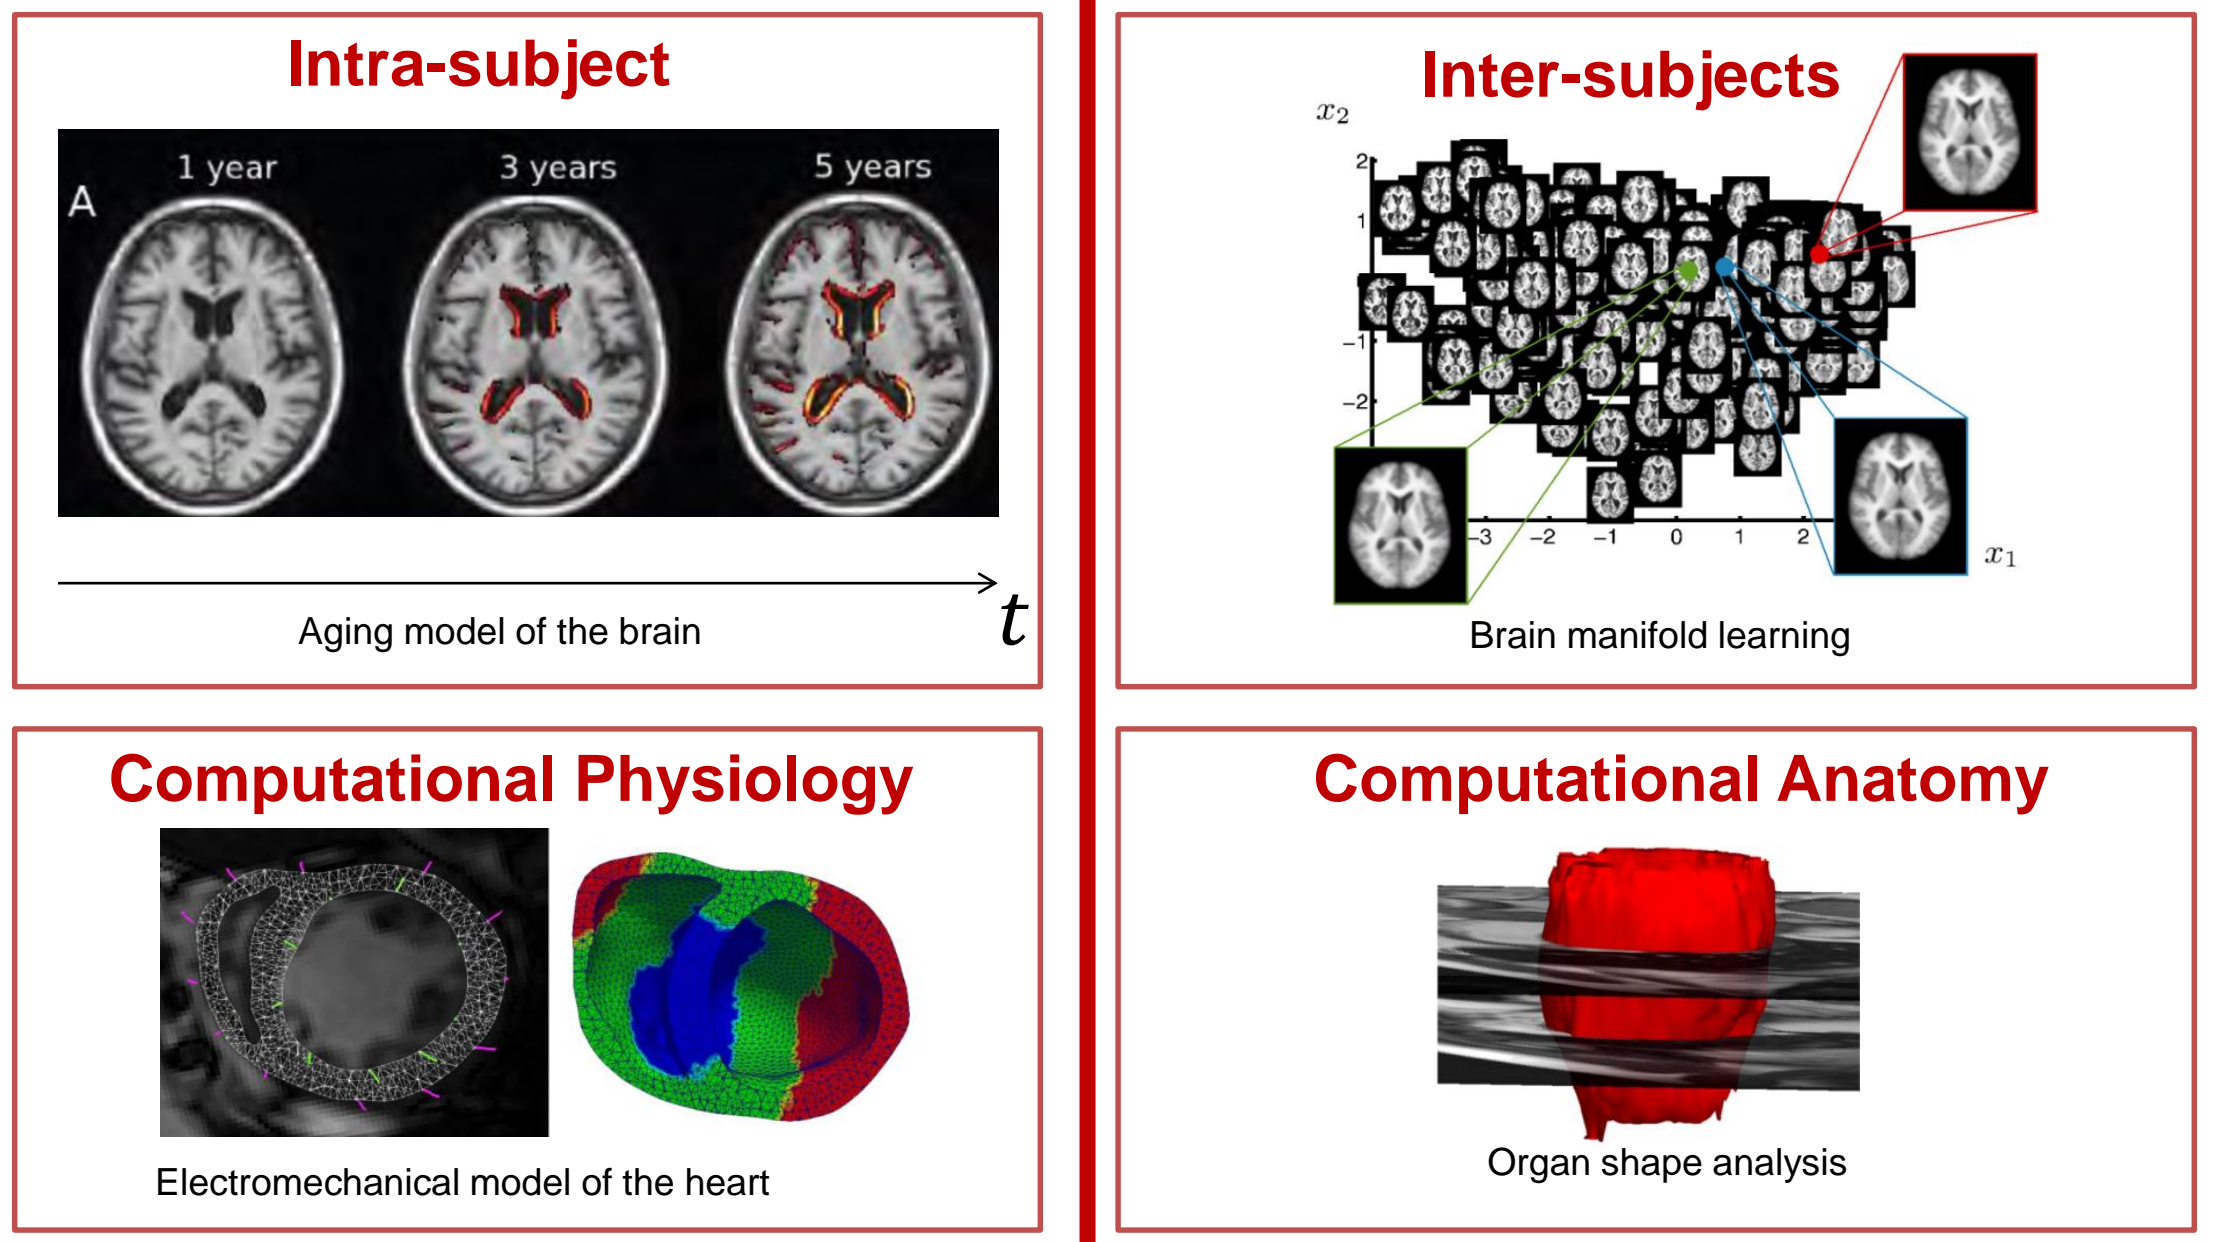 Intra-subject
1 year
3 years
5 years
A
t
Aging model of the brain
Inter-subjects
x2
2
1
−1
−2
−3 −2 −1 0 1 2
x1
Brain manifold learning
Computational Physiology
Electromechanical model of the heart
Computational Anatomy
Organ shape analysis